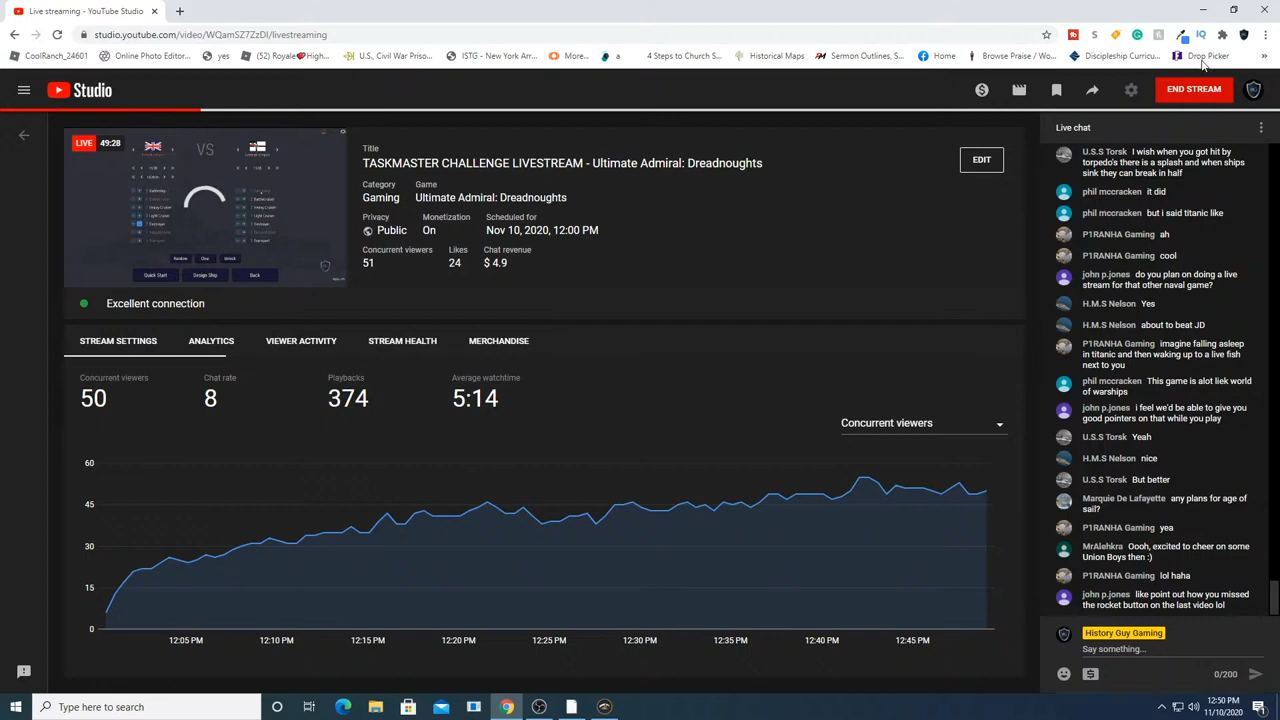 Live streaming - YouTube Studio
studio.youtube.com/video/WQamSZ7ZzDI/livestreaming
CoolRanch_24601
Online Photo Editor...
yes
(52) Royale
High...
U.S, Civil War Priso...
ISTG - New York In...
More...
a
4 Steps to Church S...
Historical Maps
Sermon Outlines, S...
Home
Browse Praise / Wo...
Discipleship Curricu...
Drop Picker
Studio
END STREAM
LIVE 49:28
VS
Random
Clear
Unlock
Quick Start
Design Ship
Back
Title
TASKMASTER CHALLENGE LIVESTREAM - Ultimate Admiral: Dreadnoughts
EDIT
Category Game
Gaming Ultimate Admiral: Dreadnoughts
Privacy Monetization Scheduled for
Public On Nov 10, 2020, 12:00 PM
Concurrent viewers Likes Chat revenue
51 24 $ 4.9
Excellent connection
STREAM SETTINGS ANALYTICS VIEWER ACTIVITY STREAM HEALTH MERCHANDISE
Concurrent viewers Chat rate Playbacks Average watchtime
50 8 374 5:14
Concurrent viewers
60
45
30
15
0
12:05 PM 12:10 PM 12:15 PM 12:20 PM 12:25 PM 12:30 PM 12:35 PM 12:40 PM 12:45 PM
Live chat
U.S.S Torsk I wish when you got hit by
torpedo's there is a splash and when ships
sink they can break in half
phil mccracken it did
phil mccracken but i said titanic like
P1RANHA Gaming ah
P1RANHA Gaming cool
john p.jones do you plan on doing a live
stream for that other naval game?
H.M.S Nelson Yes
H.M.S Nelson about to beat JD
P1RANHA Gaming imagine falling asleep
in titanic and then waking up to a live fish
next to you
phil mccracken This game is alot liek world
of warships
john p.jones i feel we'd be able to give you
good pointers on that while you play
U.S.S Torsk Yeah
H.M.S Nelson nice
U.S.S Torsk But better
Marquie De Lafayette any plans for age of
sail?
P1RANHA Gaming yea
MrAlehkra Oooh, excited to cheer on some
Union Boys then :)
P1RANHA Gaming lol haha
john p.jones like point out how you missed
the rocket button on the last video lol
History Guy Gaming
Say something...
0/200
Type here to search
12:50 PM
11/10/2020